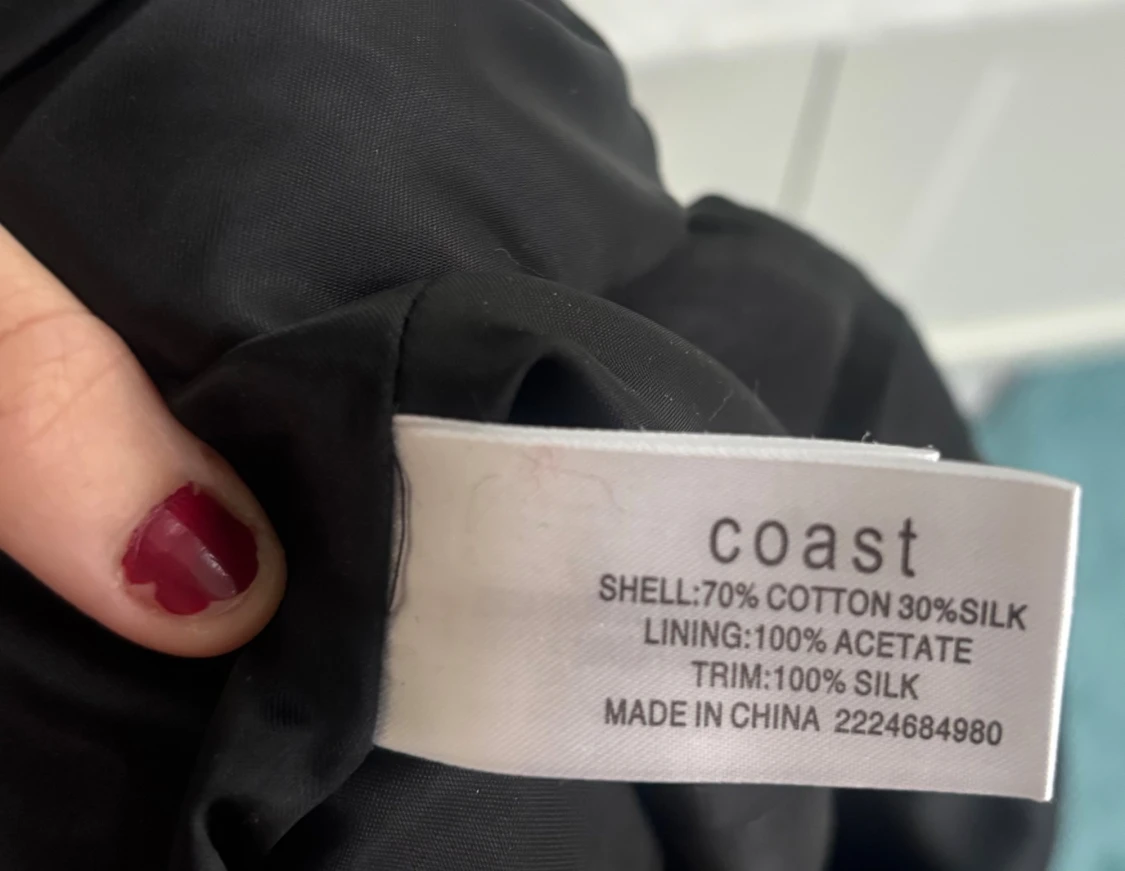 coast
SHELL:70% COTTON 30%SILK
LINING:100% ACETATE
TRIM:100% SILK
MADE IN CHINA 2224684980